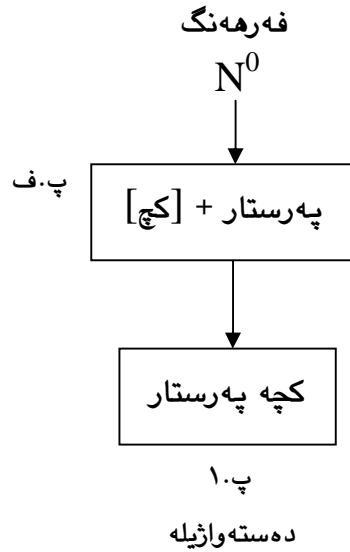 فەرهەنگ
N⁰
پ.ف
پەرستار + [کچ]
کچە پەرستار
پ.١
دەستەواژیلە